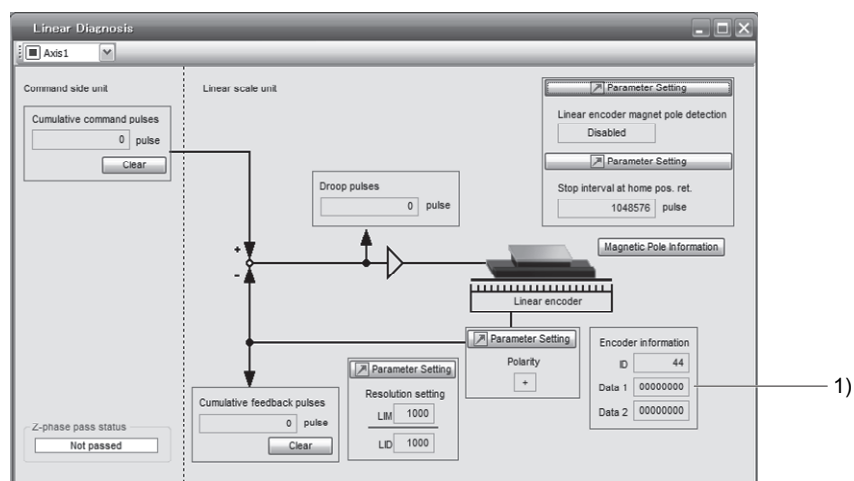 Linear Diagnosis
Axis1
Command side unit
Linear scale unit
Cumulative command pulses
0 pulse
Clear
Parameter Setting
Linear encoder magnet pole detection
Disabled
Parameter Setting
Stop interval at home pos. ret.
1048576 pulse
Droop pulses
0 pulse
Magnetic Pole Information
+
-
Linear encoder
Parameter Setting
Polarity
+
Encoder information
ID 44
Data 1 00000000
Data 2 00000000
1)
Parameter Setting
Resolution setting
LIM 1000
LID 1000
Cumulative feedback pulses
0 pulse
Clear
Z-phase pass status
Not passed